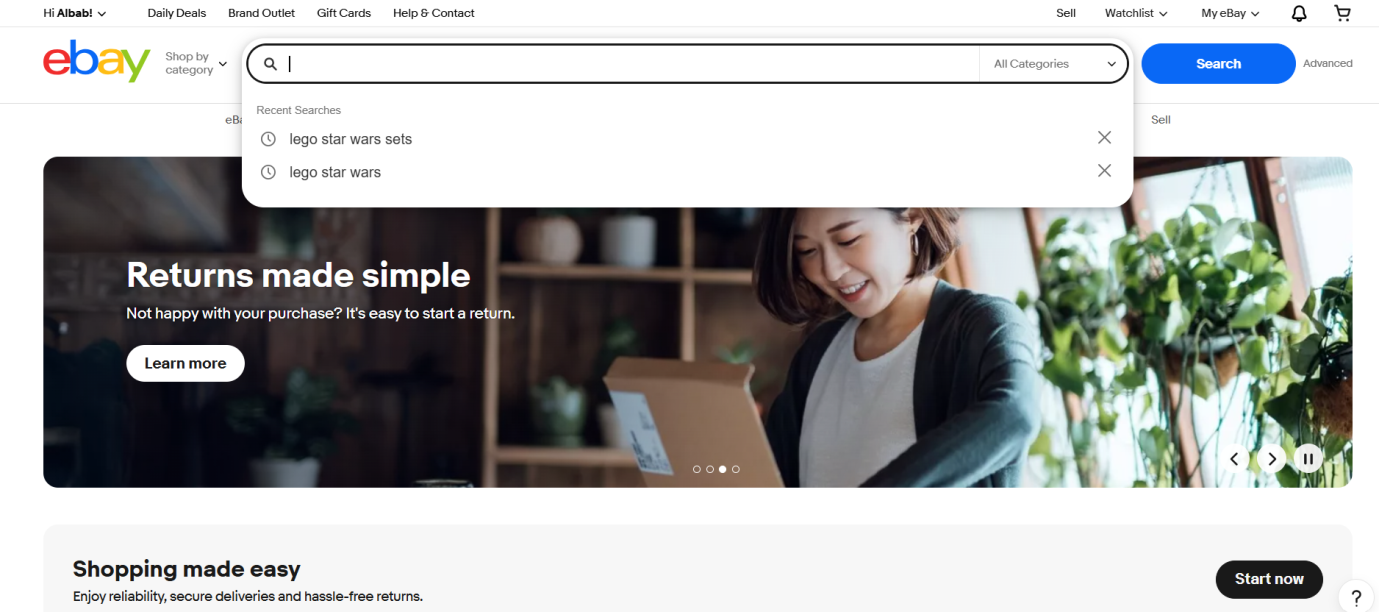 Hi Albab!
Daily Deals
Brand Outlet
Gift Cards
Help & Contact
Sell
Watchlist
My eBay
ebay
Shop by
category
All Categories
Search
Advanced
Recent Searches
lego star wars sets
lego star wars
Sell
Returns made simple
Not happy with your purchase? It's easy to start a return.
Learn more
Shopping made easy
Enjoy reliability, secure deliveries and hassle-free returns.
Start now
?